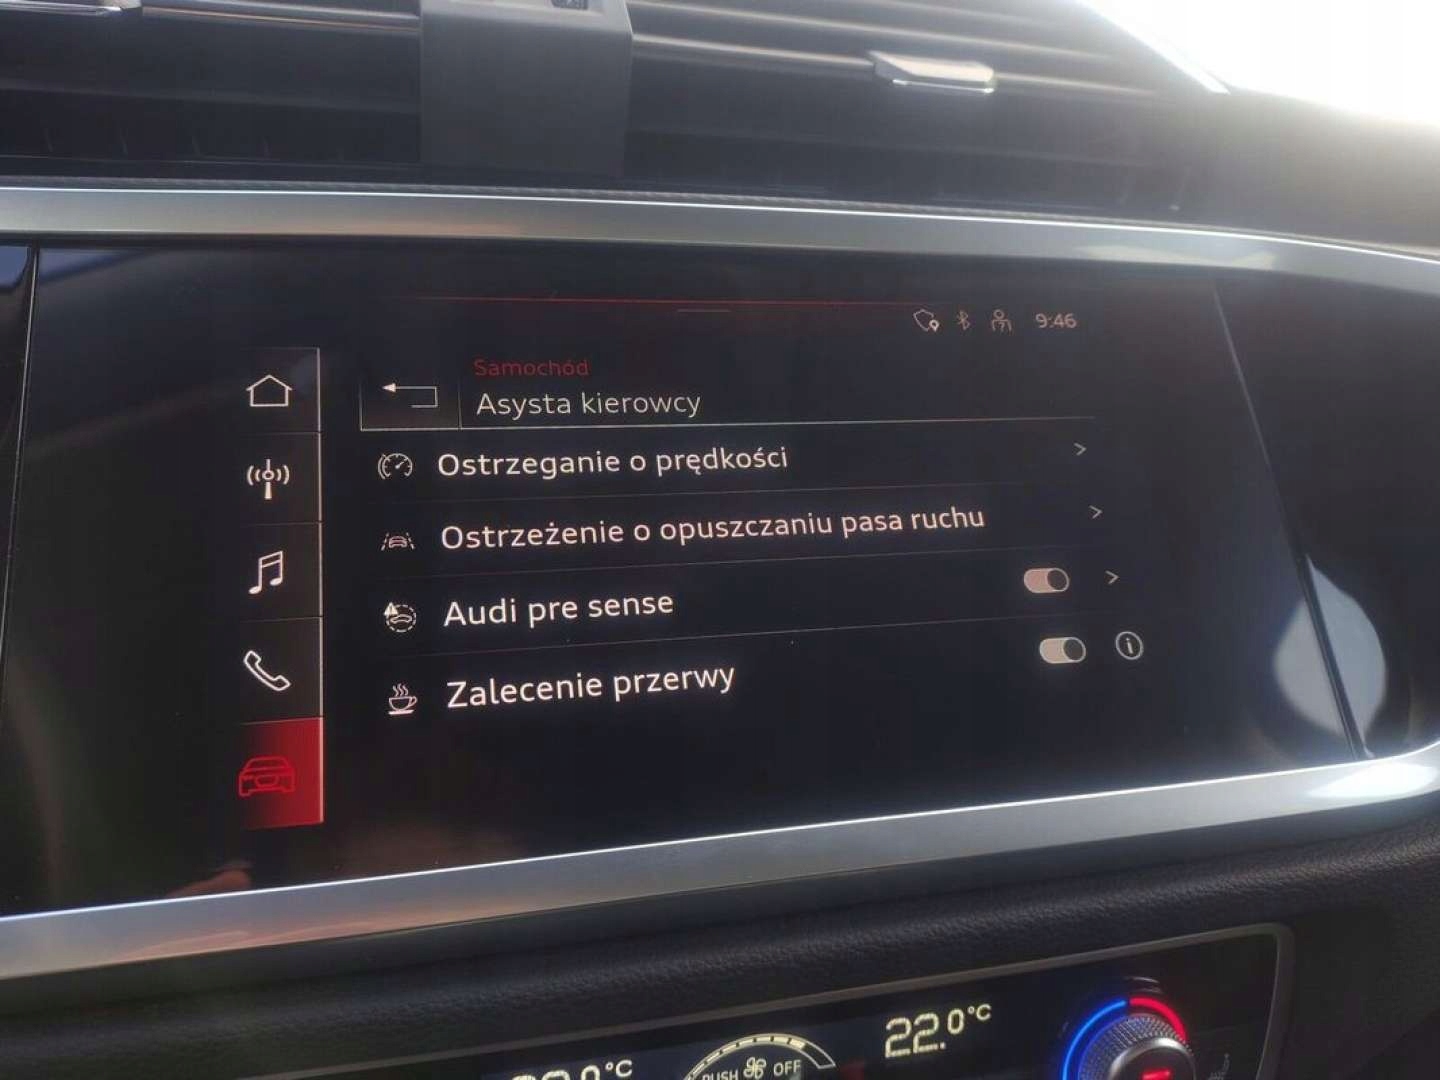 9:46
Samochód
Asysta kierowcy
Ostrzeganie o prędkości
Ostrzeżenie o opuszczaniu pasa ruchu
Audi pre sense
Zalecenie przerwy
22.0°C
PUSH OFF